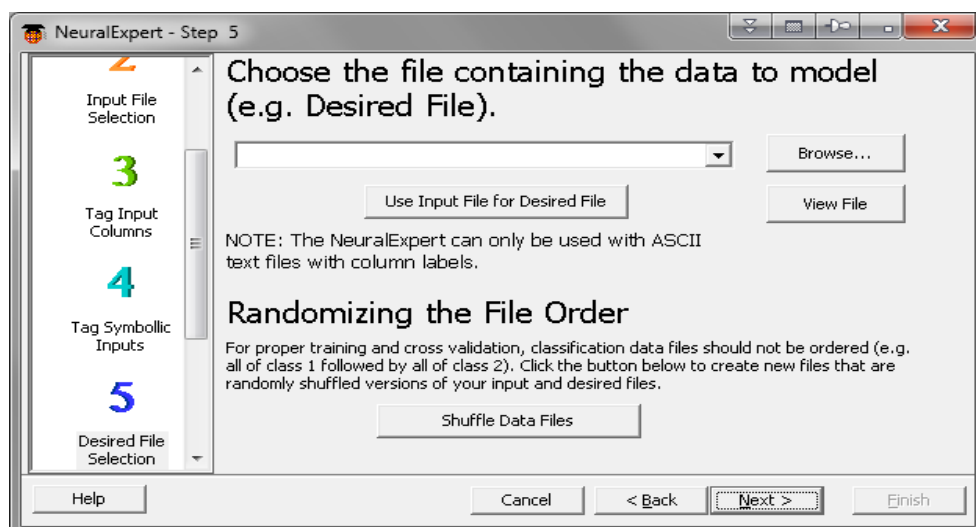 NeuralExpert - Step 5
2
Input File
Selection
3
Tag Input
Columns
4
Tag Symbollic
Inputs
5
Desired File
Selection
Choose the file containing the data to model
(e.g. Desired File).
Browse...
Use Input File for Desired File
View File
NOTE: The NeuralExpert can only be used with ASCII
text files with column labels.
Randomizing the File Order
For proper training and cross validation, classification data files should not be ordered (e.g.
all of class 1 followed by all of class 2). Click the button below to create new files that are
randomly shuffled versions of your input and desired files.
Shuffle Data Files
Help
Cancel
< Back
Next >
Finish